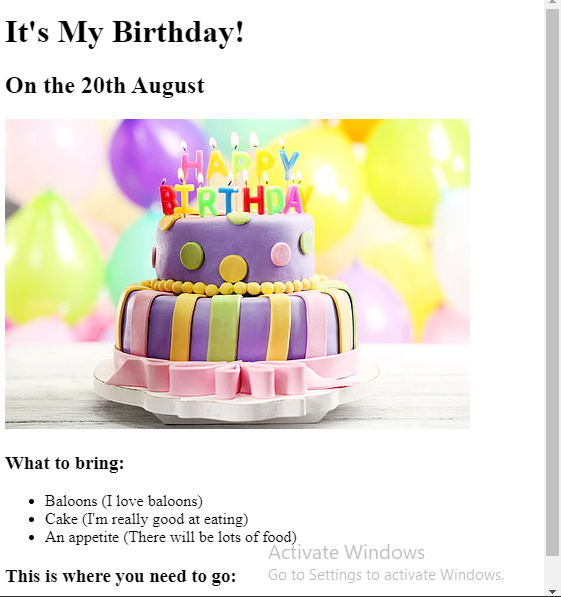 It's My Birthday!
On the 20th August
HAPPY
BIRTHDAY
What to bring:
Baloons (I love baloons)
Cake (I'm really good at eating)
An appetite (There will be lots of food)
Activate Windows
This is where you need to go:
Go to Settings to activate Windows.